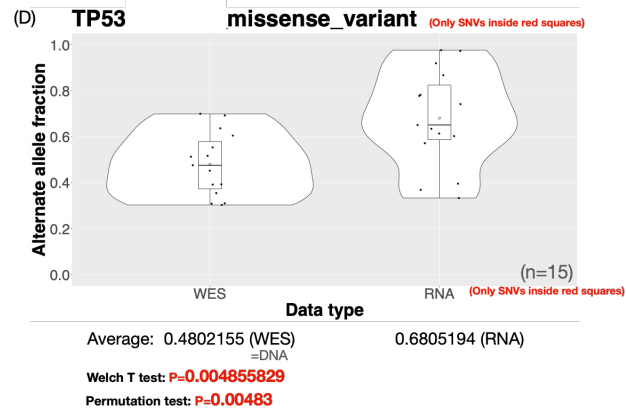 (D) TP53 missense_variant (Only SNVs inside red squares)
Alternate allele fraction
1.0
0.8
0.6
0.4
0.2
0.0
(n=15)
WES RNA (Only SNVs inside red squares)
Data type
Average: 0.4802155 (WES) 0.6805194 (RNA)
=DNA
Welch T test: P=0.004855829
Permutation test: P=0.00483